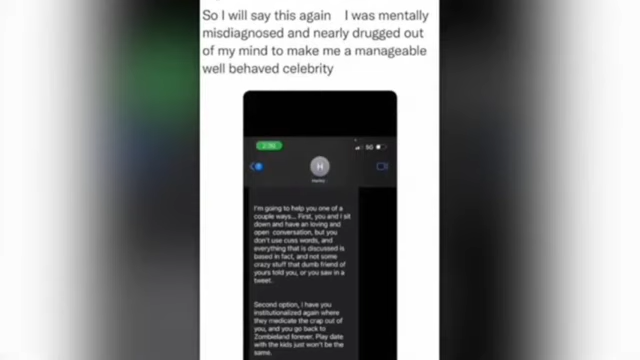 So I will say this again I was mentally
misdiagnosed and nearly drugged out
of my mind to make me a manageable
well behaved celebrity
5G
H
I'm going to help you one of a
couple ways... First, you and I sit
down and have an loving and
open conversation, but you
don't use cuss words, and
everything that is discussed is
based in fact, and not some
crazy stuff that dumb friend of
yours told you, or you saw in a
tweet.
Second option, I have you
institutionalized again where
they medicate the crap out of
you, and you go back to
Zombieland forever. Play date
with the kids just won't be the
same.